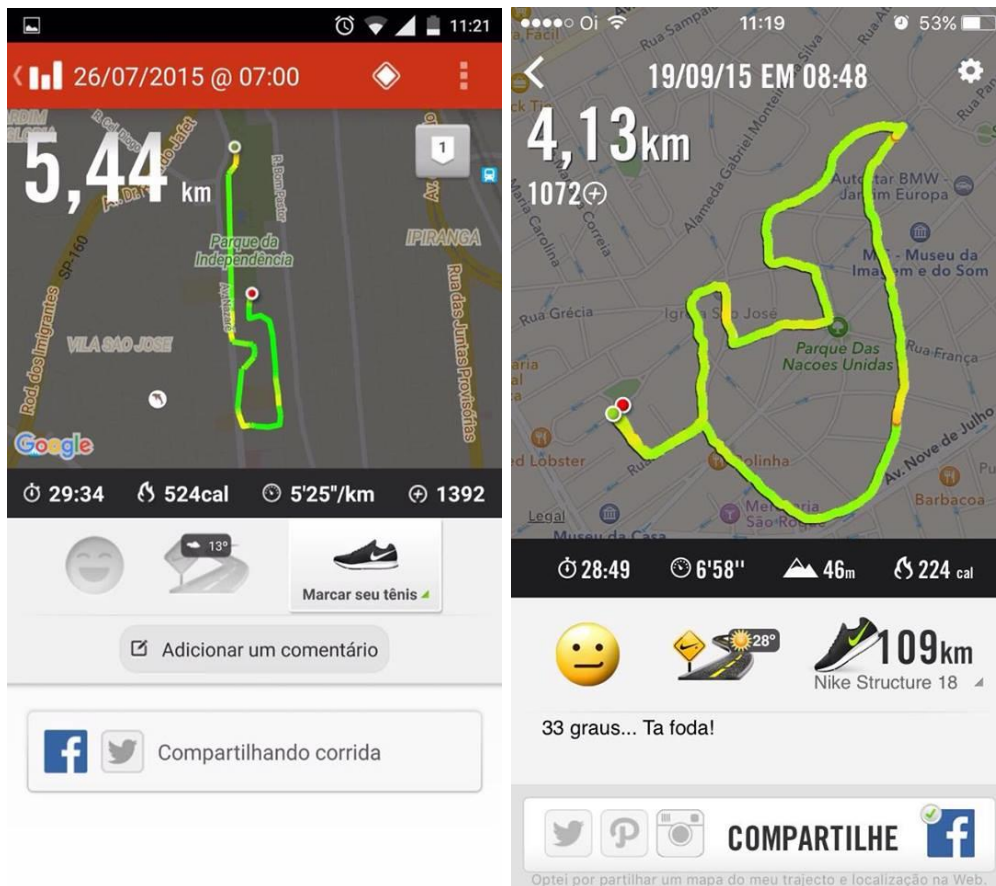 11:21
26/07/2015 @ 07:00
5,44 km
1
R. Bom Pastor
IPIRANGA
Parque da
Independência
Av. Nazaré
SP-160
VILA SAO JOSE
Rod. dos Imigrantes
Rua das Juntas Provisórias
Google
29:34
524cal
5'25"/km
1392
13°
Marcar seu tênis
Adicionar um comentário
Compartilhando corrida
Oi
11:19
53%
19/09/15 EM 08:48
4,13km
1072
Rua Sampaio
Alameda Gabriel Monteiro da Silva
Autostar BMW -
Jardim Europa
Museu da
Imagem e do Som
Rua Grécia
Parque Das
Nacoes Unidas
Rua França
Av. Nove de Julho
Barbacoa
Legal
Museu da Casa
28:49
6'58''
46m
224 cal
28°
109km
Nike Structure 18
33 graus... Ta foda!
COMPARTILHE
Optei por partilhar um mapa do meu trajecto e localização na Web.